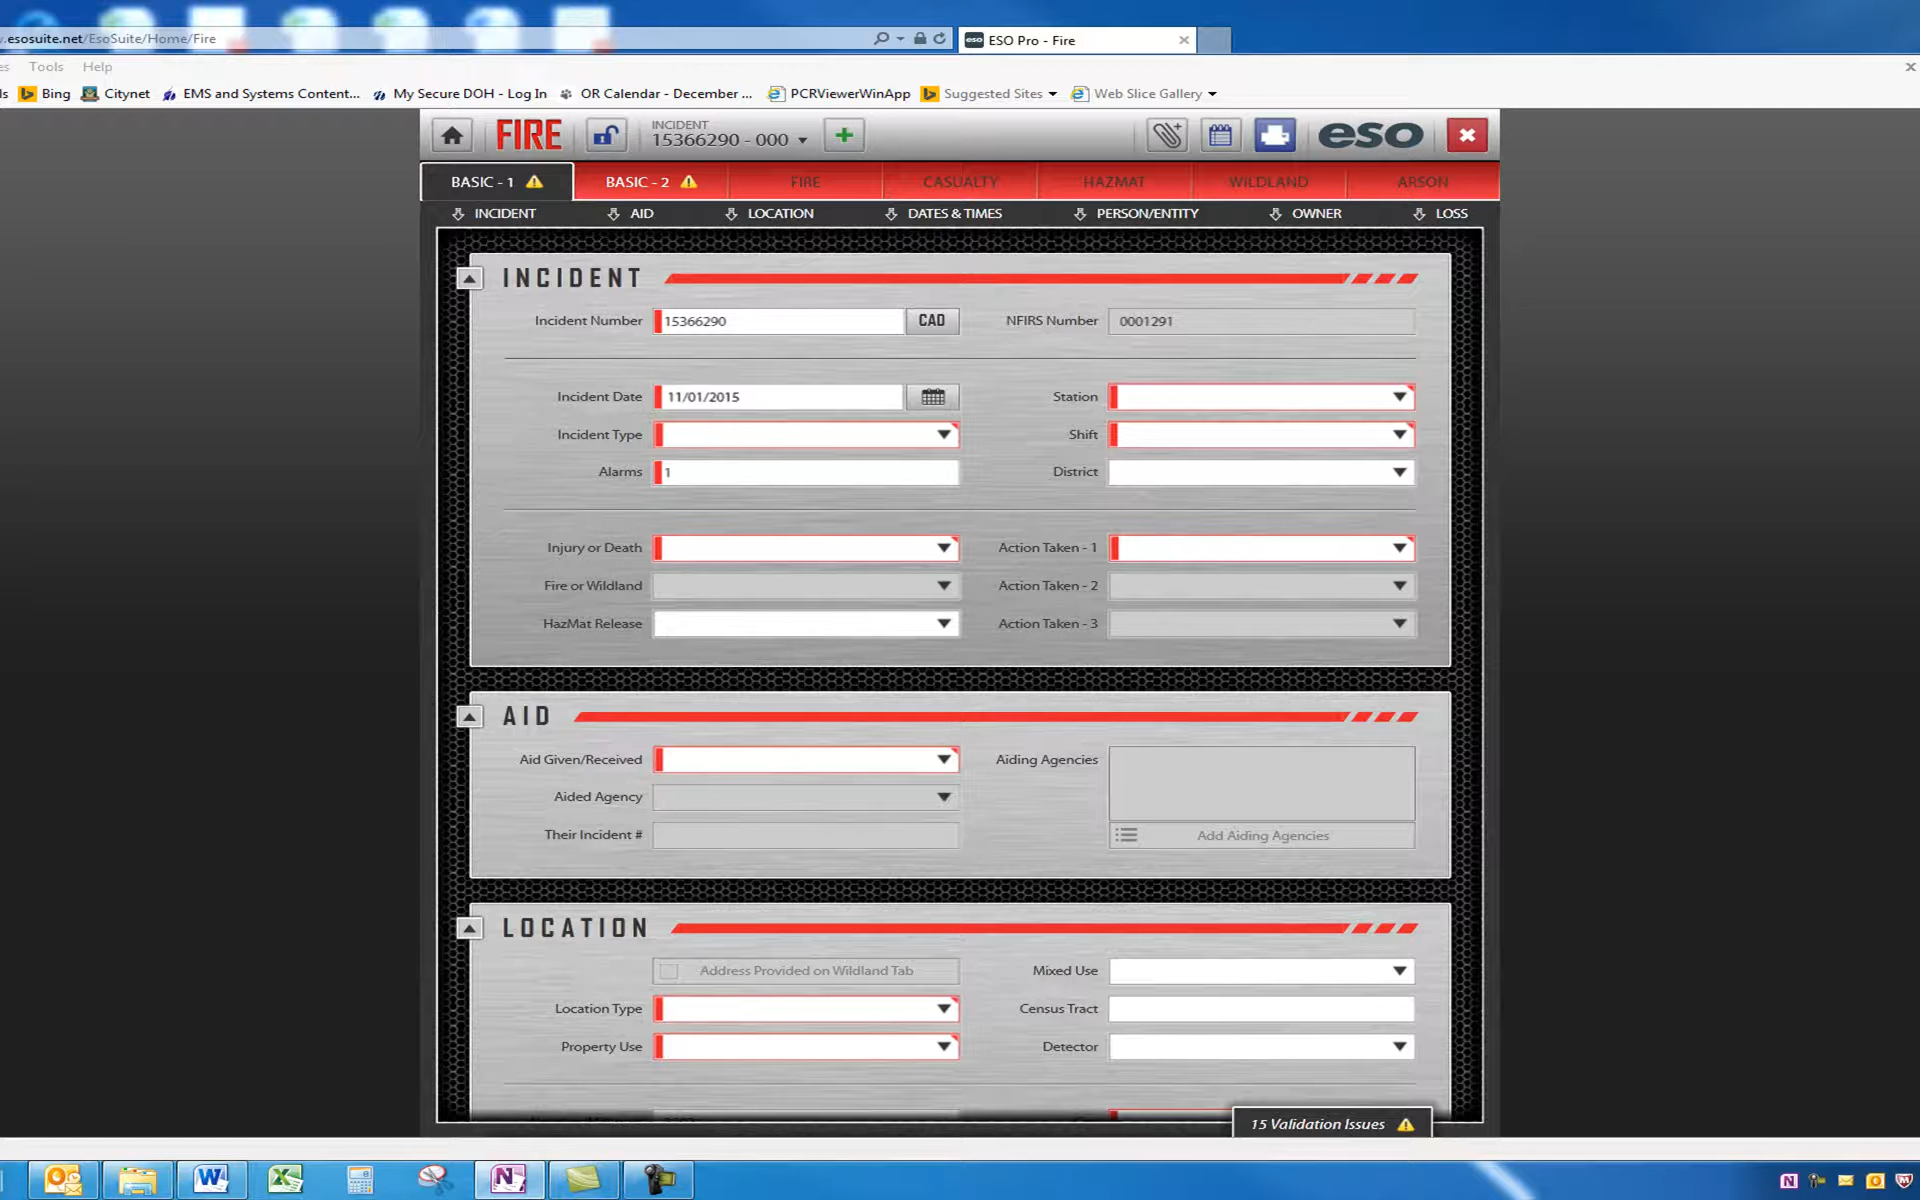 .esosuite.net/EsoSuite/Home/Fire
ESO Pro - Fire
es Tools Help
ls Bing Citynet EMS and Systems Content... My Secure DOH - Log In OR Calendar - December ... PCRViewerWinApp Suggested Sites Web Slice Gallery
FIRE
INCIDENT
15366290 - 000
eso
BASIC - 1 BASIC - 2 FIRE CASUALTY HAZMAT WILDLAND ARSON
INCIDENT AID LOCATION DATES & TIMES PERSON/ENTITY OWNER LOSS
INCIDENT
Incident Number 15366290 CAD NFIRS Number 0001291
Incident Date 11/01/2015 Station
Incident Type Shift
Alarms 1 District
Injury or Death Action Taken - 1
Fire or Wildland Action Taken - 2
HazMat Release Action Taken - 3
AID
Aid Given/Received Aiding Agencies
Aided Agency
Their Incident # Add Aiding Agencies
LOCATION
Address Provided on Wildland Tab Mixed Use
Location Type Census Tract
Property Use Detector
15 Validation Issues